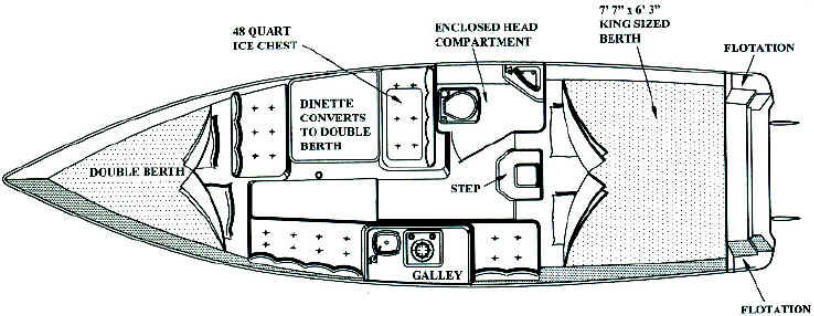 48 QUART
ICE CHEST
ENCLOSED HEAD
COMPARTMENT
7' 7" x 6' 3"
KING SIZED
BERTH
FLOTATION
DINETTE
CONVERTS
TO DOUBLE
BERTH
DOUBLE BERTH
STEP
GALLEY
FLOTATION